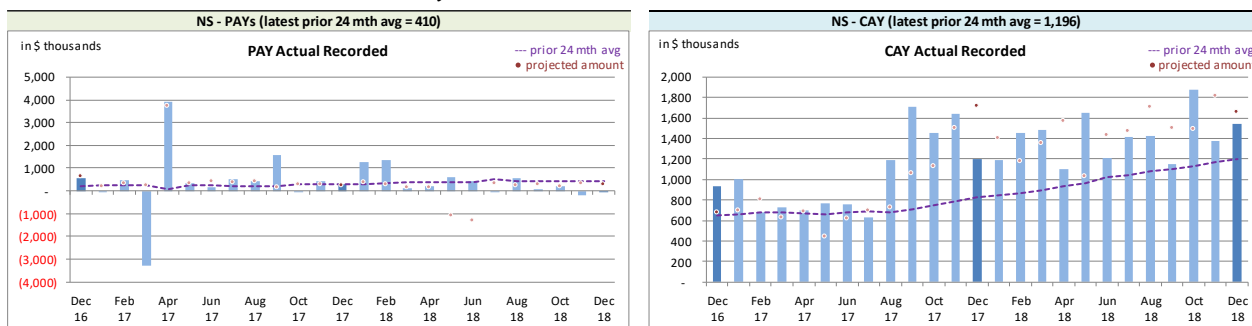 NS - PAYs (latest prior 24 mth avg = 410)
in $ thousands
PAY Actual Recorded
--- prior 24 mth avg
• projected amount
5,000
4,000
3,000
2,000
1,000
-
(1,000)
(2,000)
(3,000)
(4,000)
Dec Feb Apr Jun Aug Oct Dec Feb Apr Jun Aug Oct Dec
16 17 17 17 17 17 17 18 18 18 18 18 18
NS - CAY (latest prior 24 mth avg = 1,196)
in $ thousands
CAY Actual Recorded
--- prior 24 mth avg
• projected amount
2,000
1,800
1,600
1,400
1,200
1,000
800
600
400
200
-
Dec Feb Apr Jun Aug Oct Dec Feb Apr Jun Aug Oct Dec
16 17 17 17 17 17 17 18 18 18 18 18 18